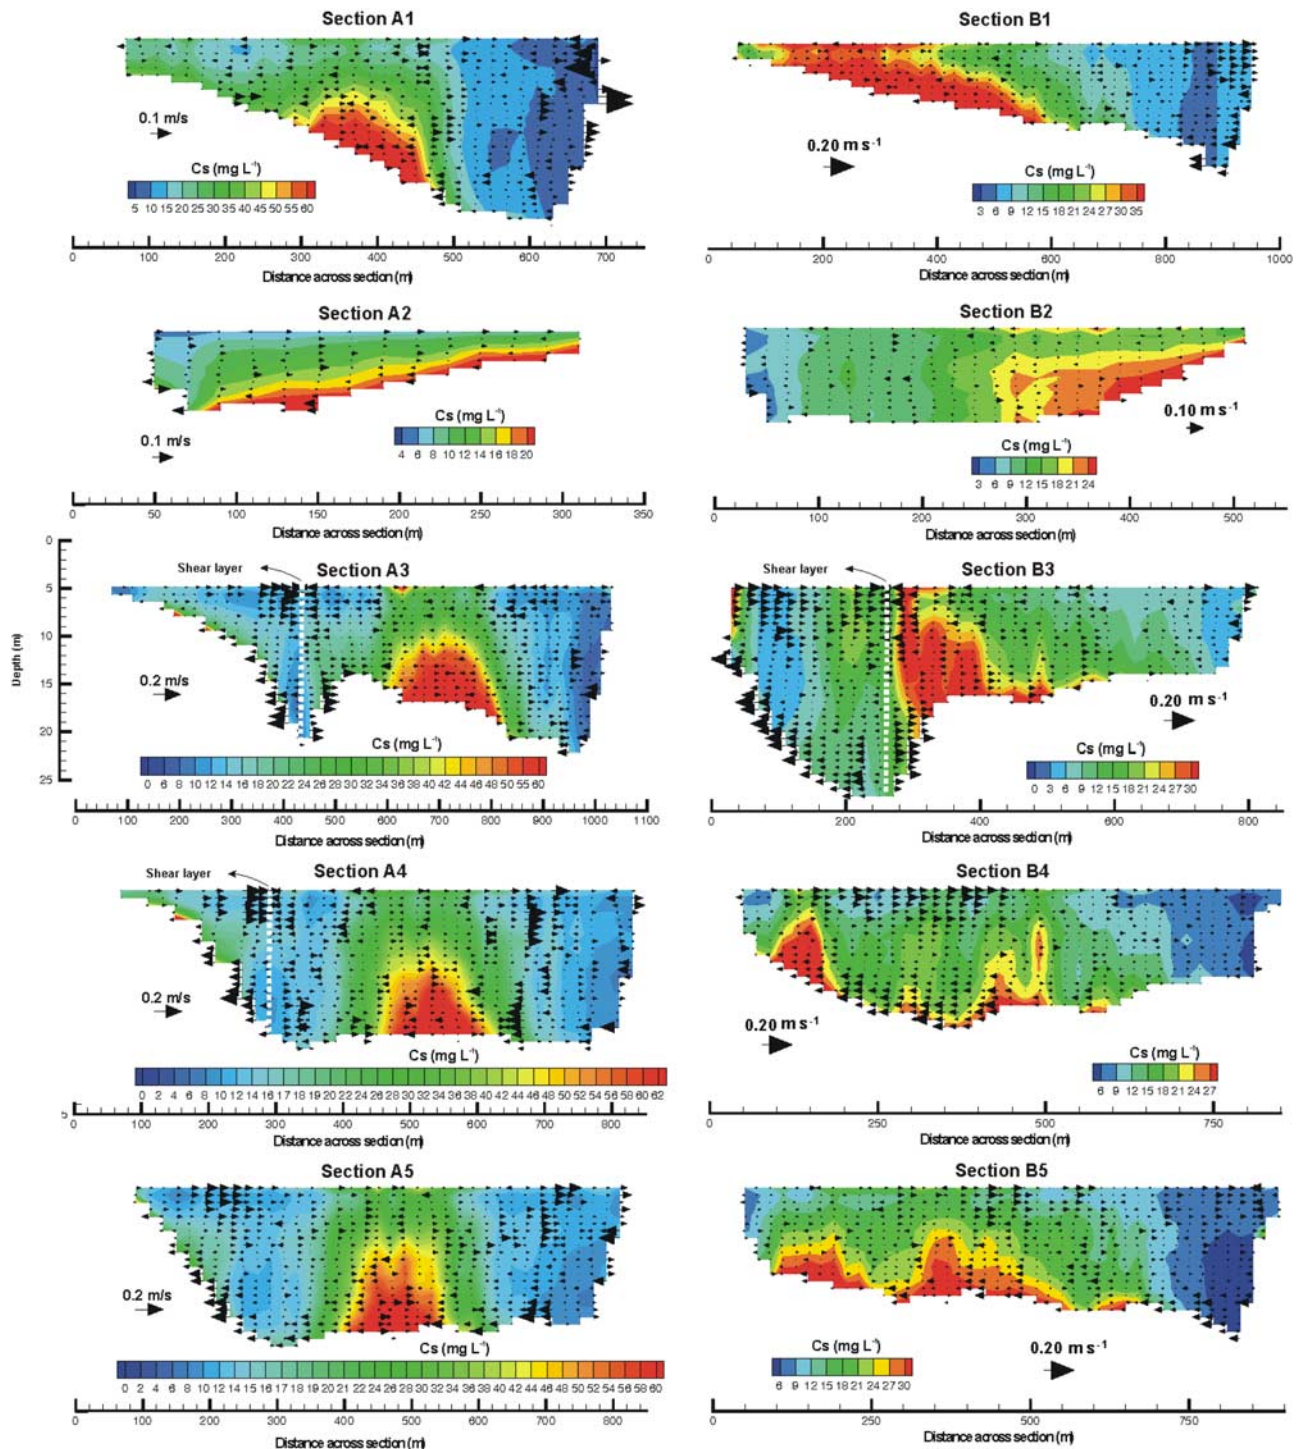 Section A1
0.1 m/s
Cs (mg L⁻¹)
5 10 15 20 25 30 35 40 45 50 55 60
0 100 200 300 400 500 600 700
Distance across section (m)
Section B1
0.20 m s⁻¹
Cs (mg L⁻¹)
3 6 9 12 15 18 21 24 27 30 35
0 200 400 600 800 1000
Distance across section (m)
Section A2
0.1 m/s
Cs (mg L⁻¹)
4 6 8 10 12 14 16 18 20
0 50 100 150 200 250 300 350
Distance across section (m)
Section B2
0.10 m s⁻¹
Cs (mg L⁻¹)
3 6 9 12 15 18 21 24
0 100 200 300 400 500
Distance across section (m)
Section A3
Shear layer
Depth (m)
0
5
10
15
20
25
0.2 m/s
Cs (mg L⁻¹)
0 6 8 10 12 14 16 18 20 22 24 26 28 30 32 34 36 38 40 42 44 46 48 50 55 60
0 100 200 300 400 500 600 700 800 900 1000 1100
Distance across section (m)
Section B3
Shear layer
0.20 m s⁻¹
Cs (mg L⁻¹)
0 3 6 9 12 15 18 21 24 27 30
0 200 400 600 800
Distance across section (m)
Section A4
Shear layer
0.2 m/s
Cs (mg L⁻¹)
0 2 4 6 8 10 12 14 16 17 18 19 20 22 24 26 28 30 32 34 36 38 40 42 44 46 48 50 52 54 56 58 60 62
5
0 100 200 300 400 500 600 700 800
Distance across section (m)
Section B4
0.20 m s⁻¹
Cs (mg L⁻¹)
6 9 12 15 18 21 24 27
0 250 500 750
Distance across section (m)
Section A5
0.2 m/s
Cs (mg L⁻¹)
0 2 4 6 8 10 12 14 15 16 17 18 19 20 21 22 24 26 28 30 32 34 36 38 40 42 44 46 48 50 52 54 56 58 60
0 100 200 300 400 500 600 700 800
Distance across section (m)
Section B5
Cs (mg L⁻¹)
6 9 12 15 18 21 24 27 30
0.20 m s⁻¹
0 250 500 750
Distance across section (m)